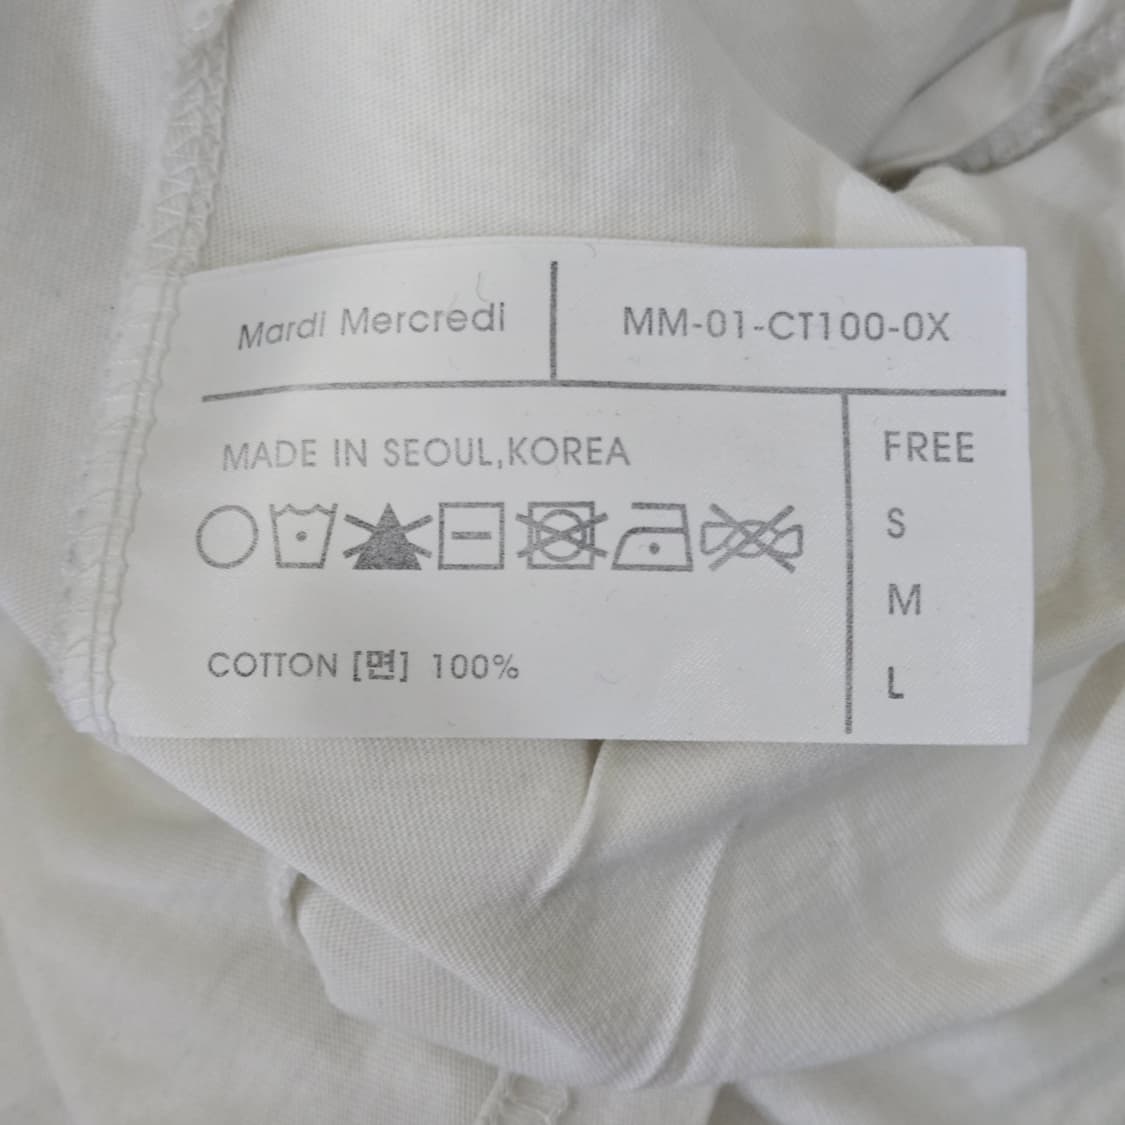 Mardi Mercredi
MM-01-CT100-0X
MADE IN SEOUL,KOREA
FREE
S
M
L
COTTON [면] 100%